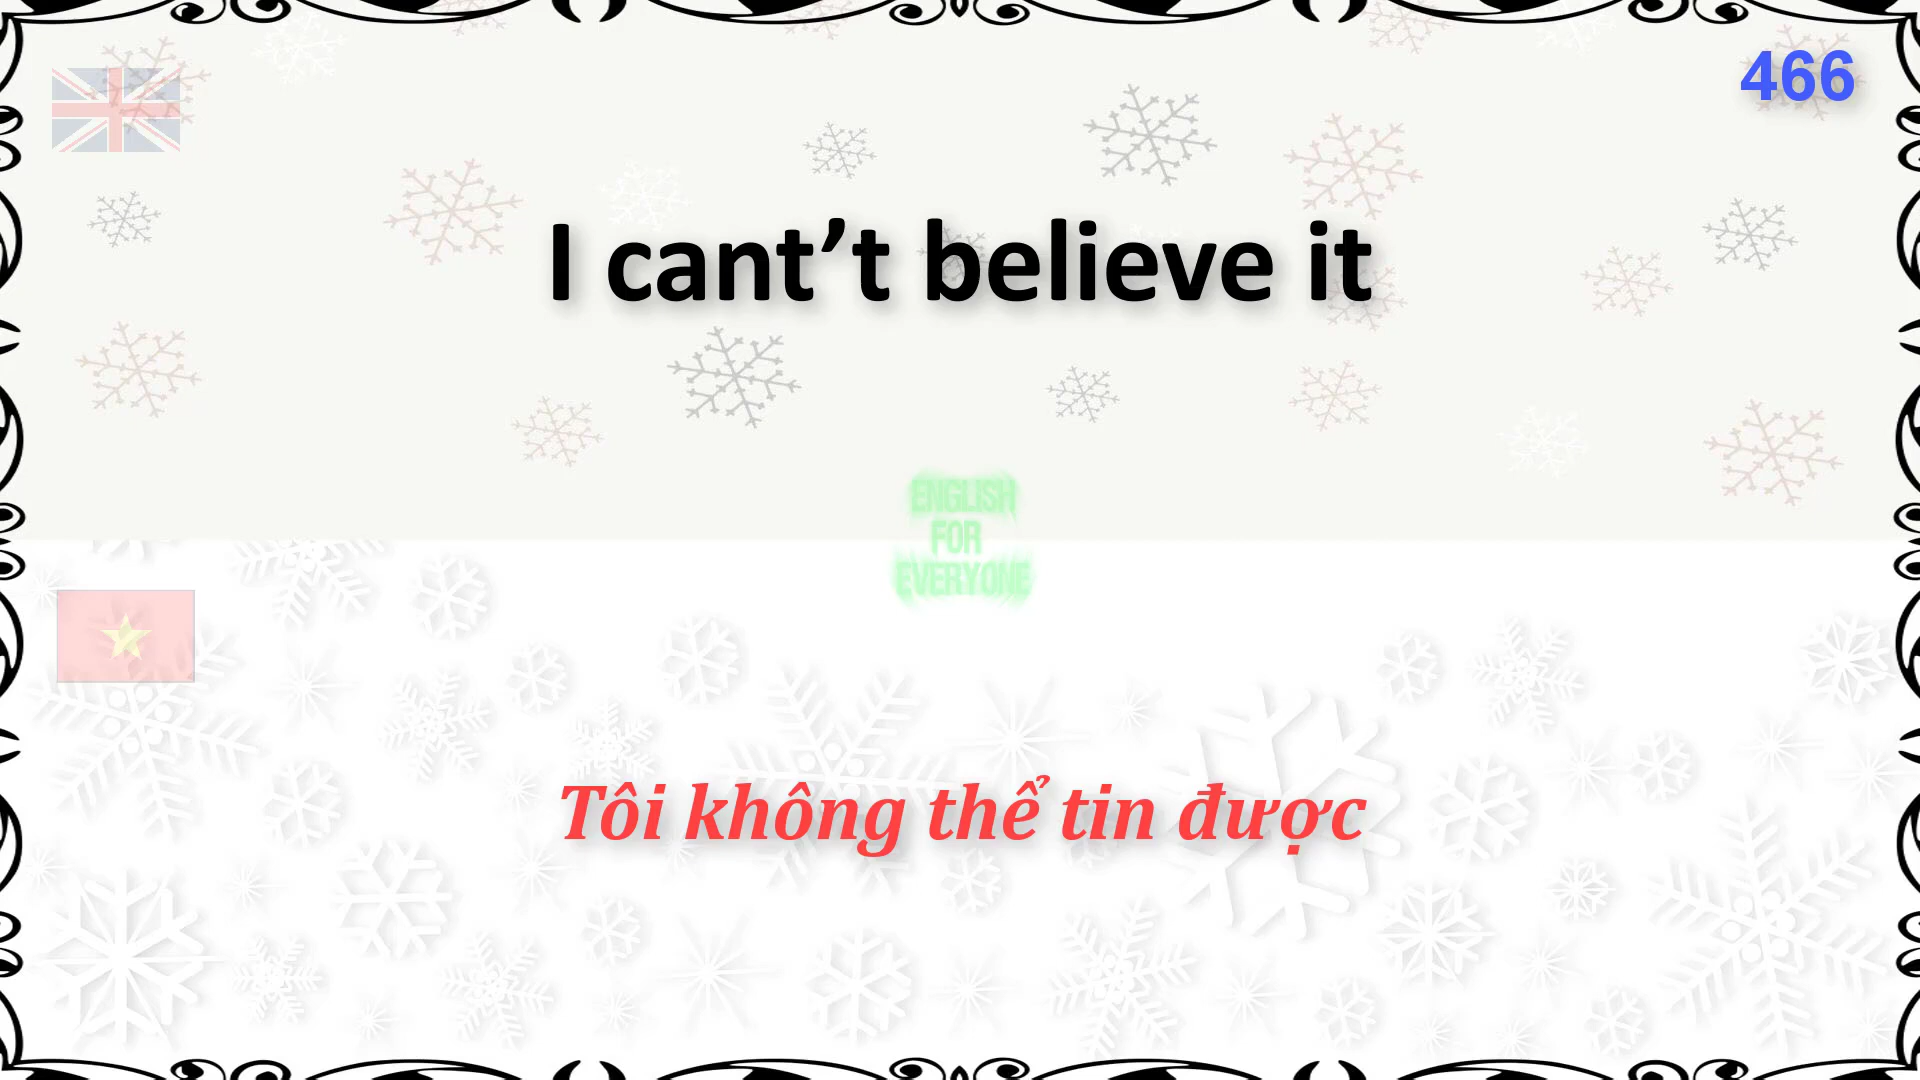 466
I cant’t believe it
ENGLISH
FOR
EVERYONE
Tôi không thể tin được